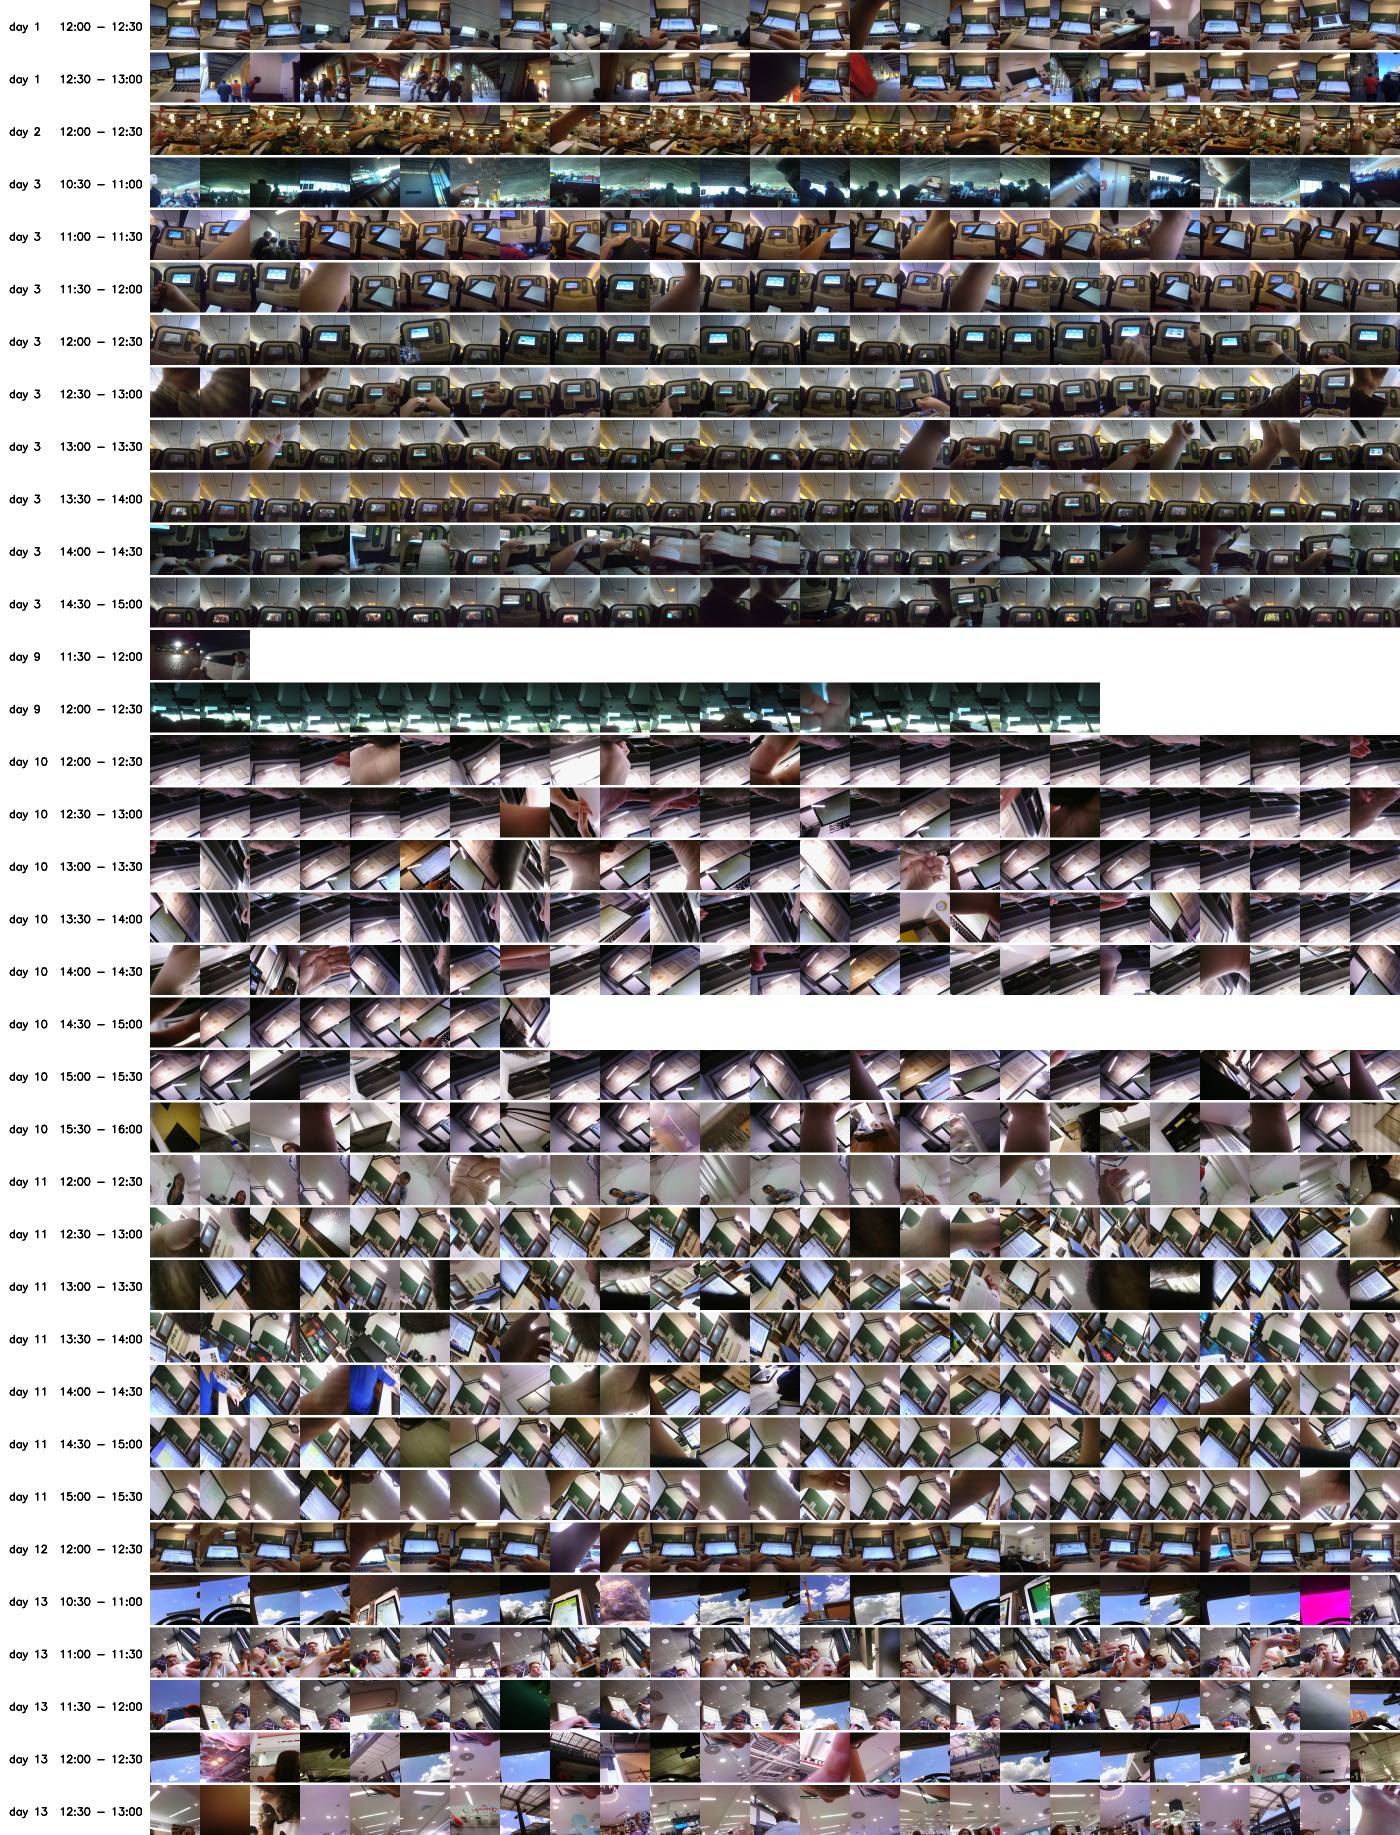 day 1 12:00 – 12:30
day 1 12:30 – 13:00
day 2 12:00 – 12:30
day 3 10:30 – 11:00
day 3 11:00 – 11:30
day 3 11:30 – 12:00
day 3 12:00 – 12:30
day 3 12:30 – 13:00
day 3 13:00 – 13:30
day 3 13:30 – 14:00
day 3 14:00 – 14:30
day 3 14:30 – 15:00
day 9 11:30 – 12:00
day 9 12:00 – 12:30
day 10 12:00 – 12:30
day 10 12:30 – 13:00
day 10 13:00 – 13:30
day 10 13:30 – 14:00
day 10 14:00 – 14:30
day 10 14:30 – 15:00
day 10 15:00 – 15:30
day 10 15:30 – 16:00
day 11 12:00 – 12:30
day 11 12:30 – 13:00
day 11 13:00 – 13:30
day 11 13:30 – 14:00
day 11 14:00 – 14:30
day 11 14:30 – 15:00
day 11 15:00 – 15:30
day 12 12:00 – 12:30
day 13 10:30 – 11:00
day 13 11:00 – 11:30
day 13 11:30 – 12:00
day 13 12:00 – 12:30
day 13 12:30 – 13:00